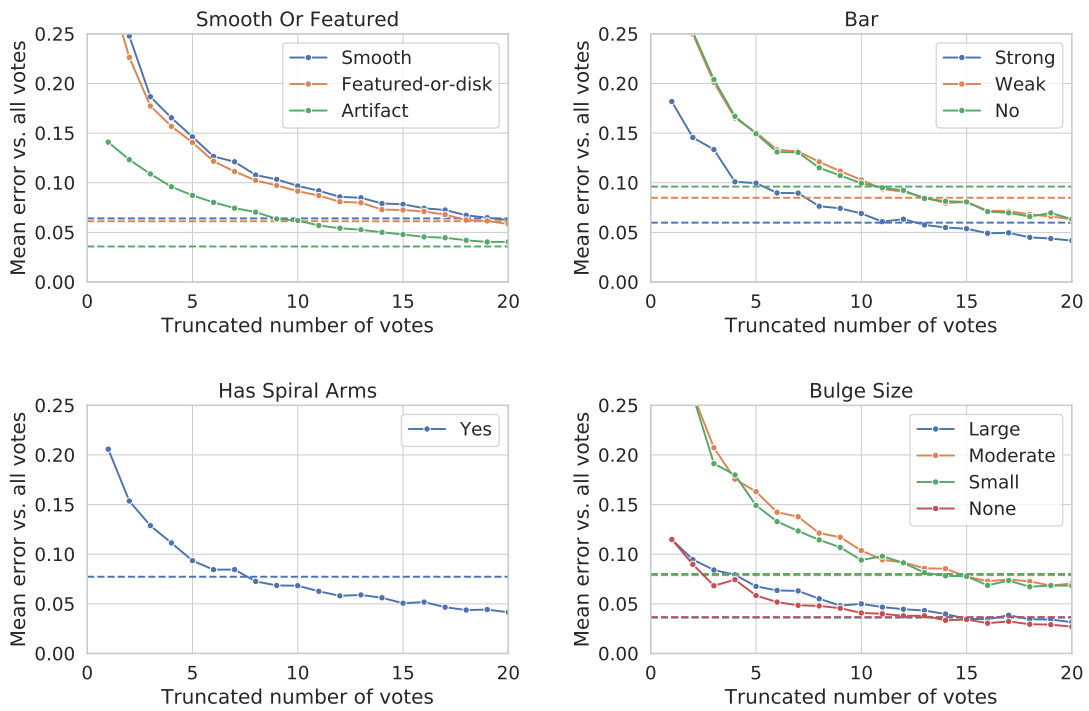 Smooth Or Featured
Mean error vs. all votes
0.25
0.20
0.15
0.10
0.05
0.00
Smooth
Featured-or-disk
Artifact
0 5 10 15 20
Truncated number of votes
Bar
Mean error vs. all votes
0.25
0.20
0.15
0.10
0.05
0.00
Strong
Weak
No
0 5 10 15 20
Truncated number of votes
Has Spiral Arms
Mean error vs. all votes
0.25
0.20
0.15
0.10
0.05
0.00
Yes
0 5 10 15 20
Truncated number of votes
Bulge Size
Mean error vs. all votes
0.25
0.20
0.15
0.10
0.05
0.00
Large
Moderate
Small
None
0 5 10 15 20
Truncated number of votes